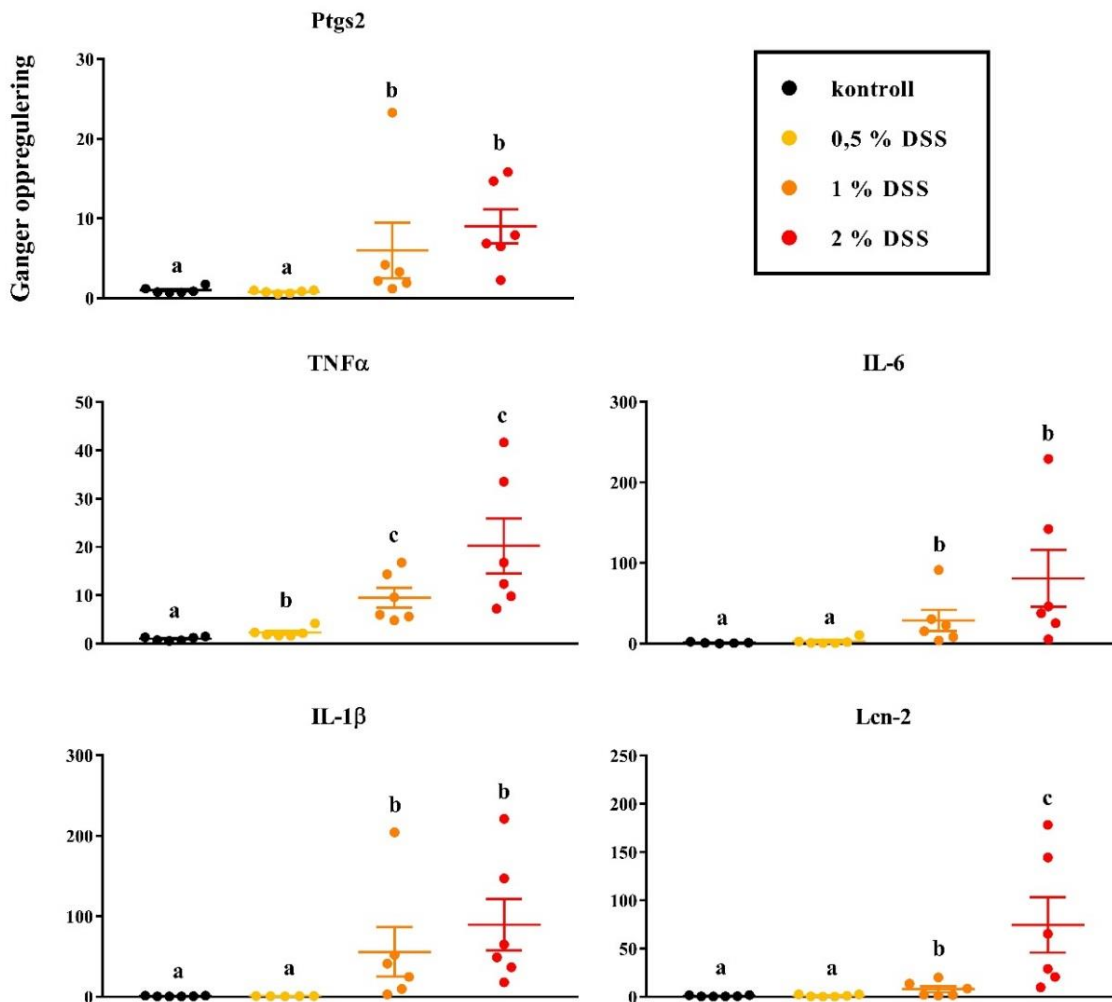 Ptgs2
Ganger oppregulering
30
20
10
0
a
a
b
b
kontroll
0,5 % DSS
1 % DSS
2 % DSS
TNFα
50
40
30
20
10
0
a
b
c
c
IL-6
300
200
100
0
a
a
b
b
IL-1β
300
200
100
0
a
a
b
b
Lcn-2
250
200
150
100
50
0
a
a
b
c